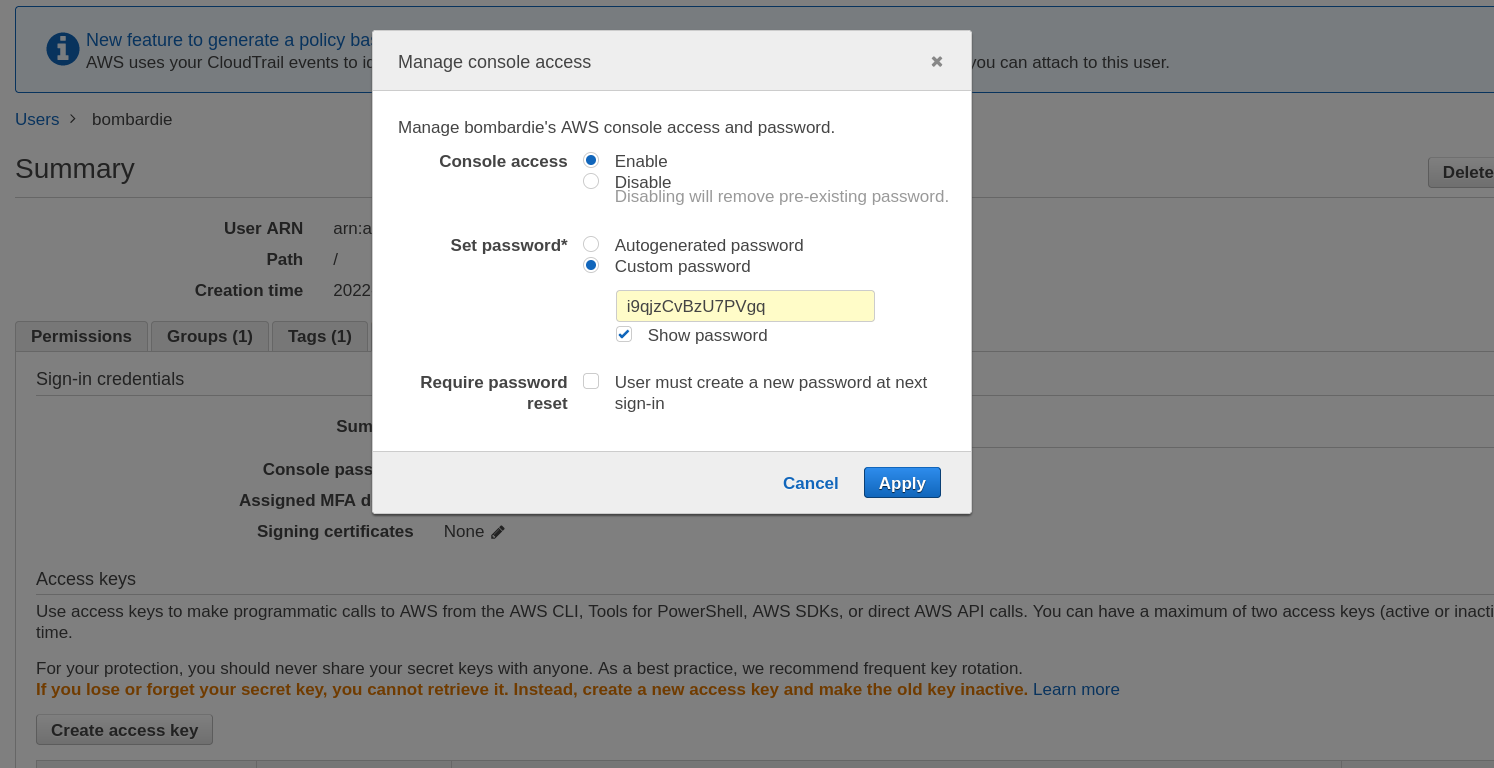 New feature to generate a policy bas
AWS uses your CloudTrail events to id
you can attach to this user.
Users > bombardie
Summary
Delete
User ARN arn:a
Path /
Creation time 2022
Permissions
Groups (1)
Tags (1)
Sign-in credentials
Sum
Console pass
Assigned MFA d
Signing certificates None
Access keys
Use access keys to make programmatic calls to AWS from the AWS CLI, Tools for PowerShell, AWS SDKs, or direct AWS API calls. You can have a maximum of two access keys (active or inacti
time.
For your protection, you should never share your secret keys with anyone. As a best practice, we recommend frequent key rotation.
If you lose or forget your secret key, you cannot retrieve it. Instead, create a new access key and make the old key inactive. Learn more
Create access key
Manage console access
Manage bombardie's AWS console access and password.
Console access Enable
Disable
Disabling will remove pre-existing password.
Set password* Autogenerated password
Custom password
i9qjzCvBzU7PVgq
Show password
Require password reset
User must create a new password at next
sign-in
Cancel
Apply